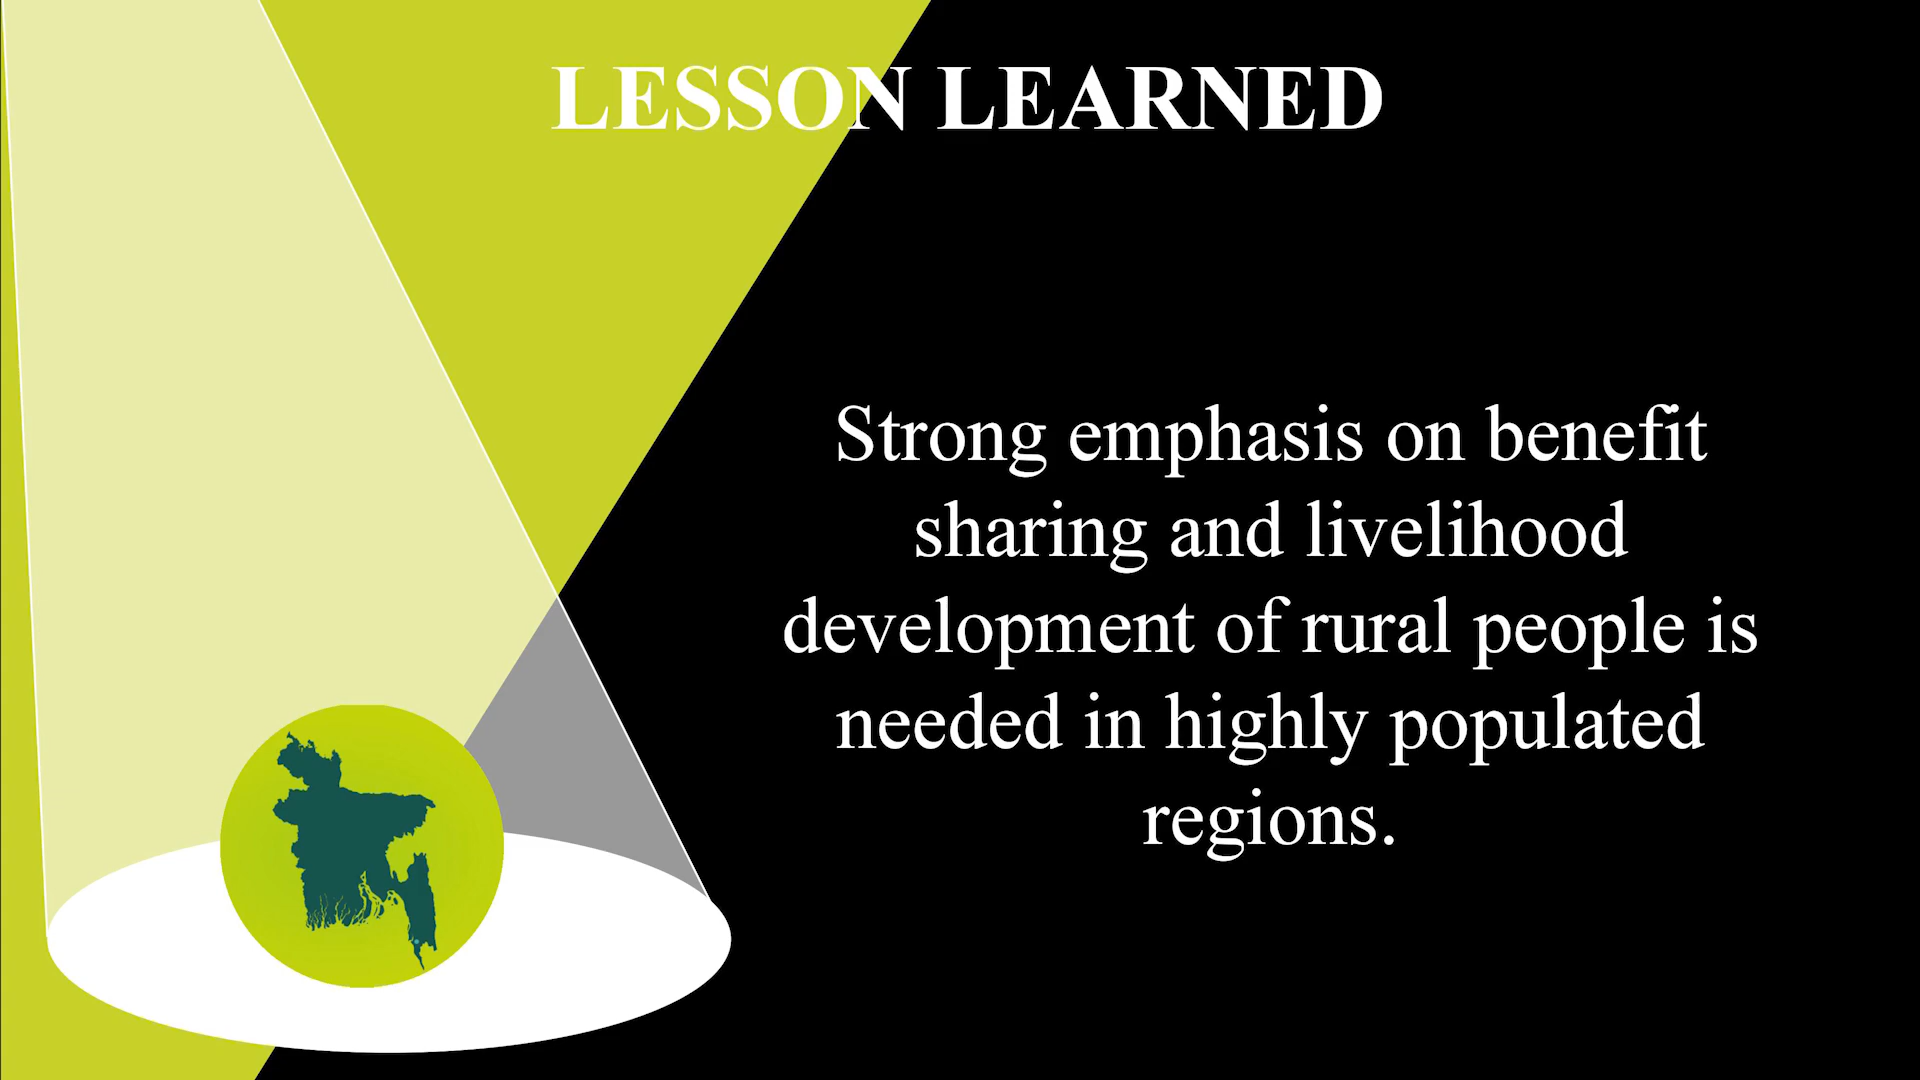 LESSON LEARNED
Strong emphasis on benefit
sharing and livelihood
development of rural people is
needed in highly populated
regions.